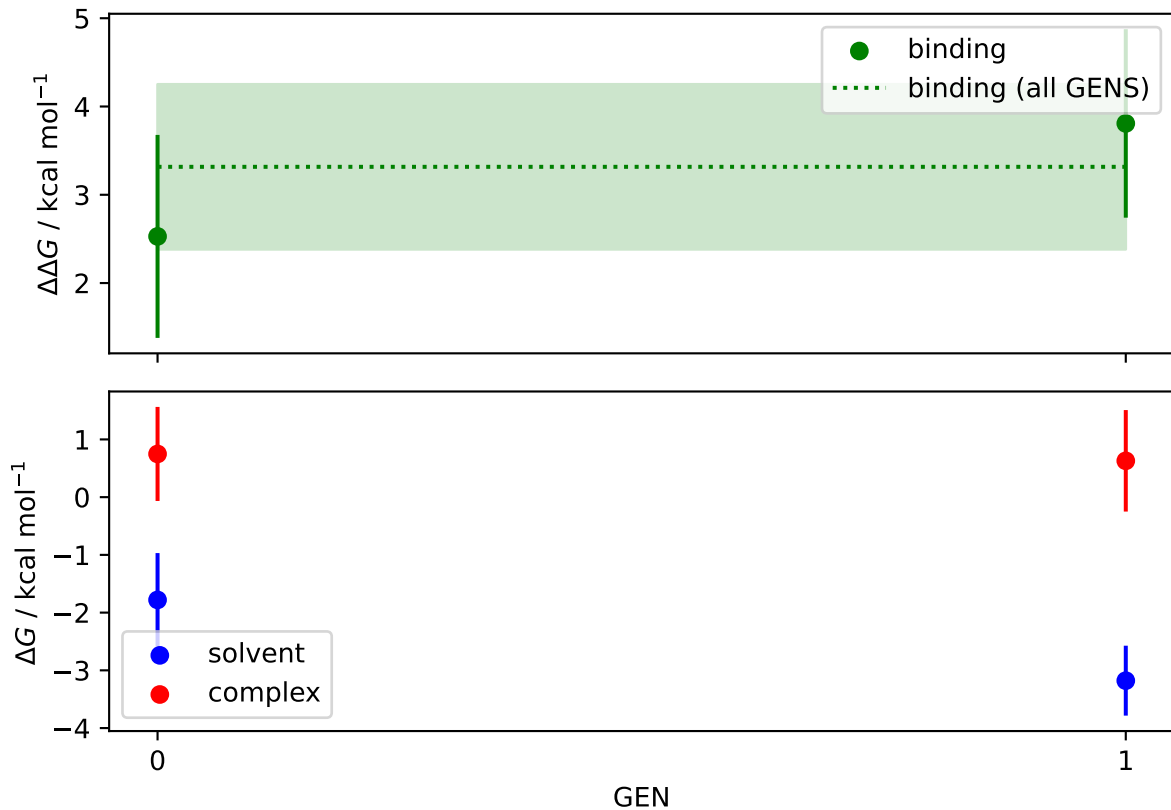 5
4
3
2
ΔΔG / kcal mol⁻¹
binding
binding (all GENS)
1
0
−1
−2
−3
−4
ΔG / kcal mol⁻¹
solvent
complex
0
1
GEN